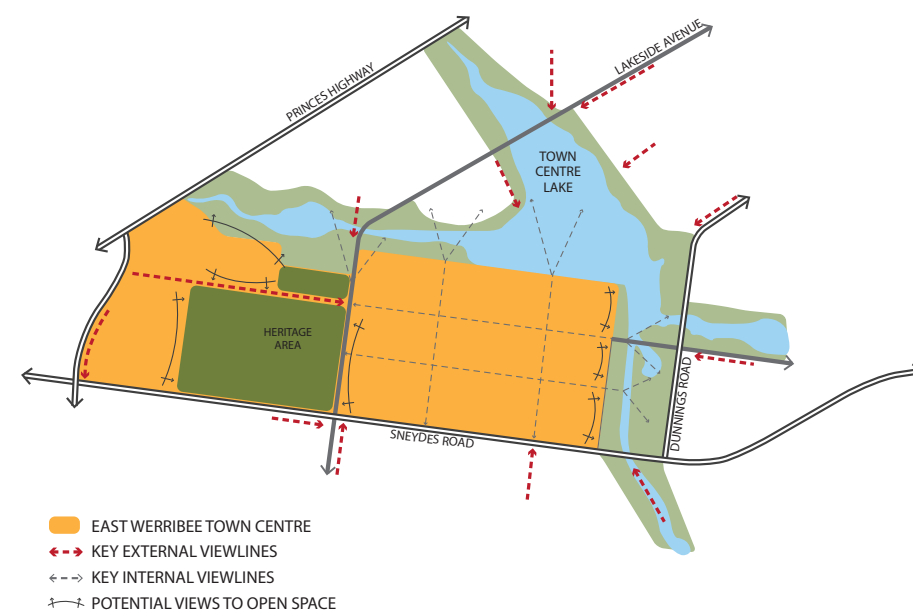 PRINCES HIGHWAY
LAKESIDE AVENUE
TOWN
CENTRE
LAKE
HERITAGE
AREA
SNEYDES ROAD
DUNNINGS ROAD
EAST WERRIBEE TOWN CENTRE
KEY EXTERNAL VIEWLINES
KEY INTERNAL VIEWLINES
POTENTIAL VIEWS TO OPEN SPACE